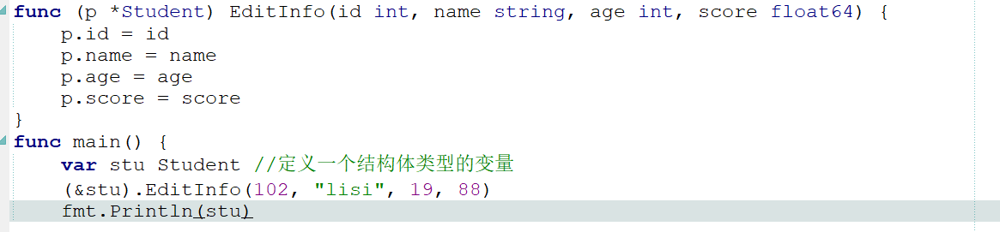 func (p *Student) EditInfo(id int, name string, age int, score float64) {
    p.id = id
    p.name = name
    p.age = age
    p.score = score
}
func main() {
    var stu Student //定义一个结构体类型的变量
    (&stu).EditInfo(102, "lisi", 19, 88)
    fmt.Println(stu)